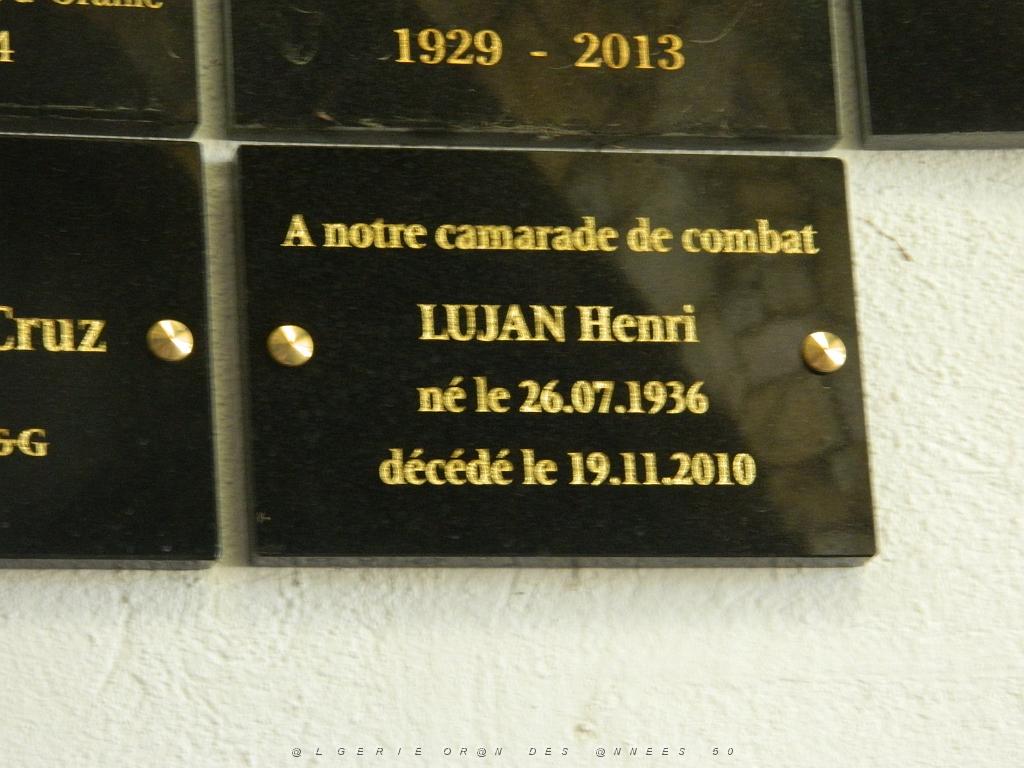 4
1929 - 2013
A notre camarade de combat
LUJAN Henri
né le 26.07.1936
décédé le 19.11.2010
Cruz
G
@LGERIE OR@N DES @NNEES 50